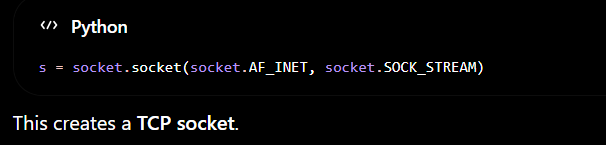 </> Python
s = socket.socket(socket.AF_INET, socket.SOCK_STREAM)
This creates a TCP socket.